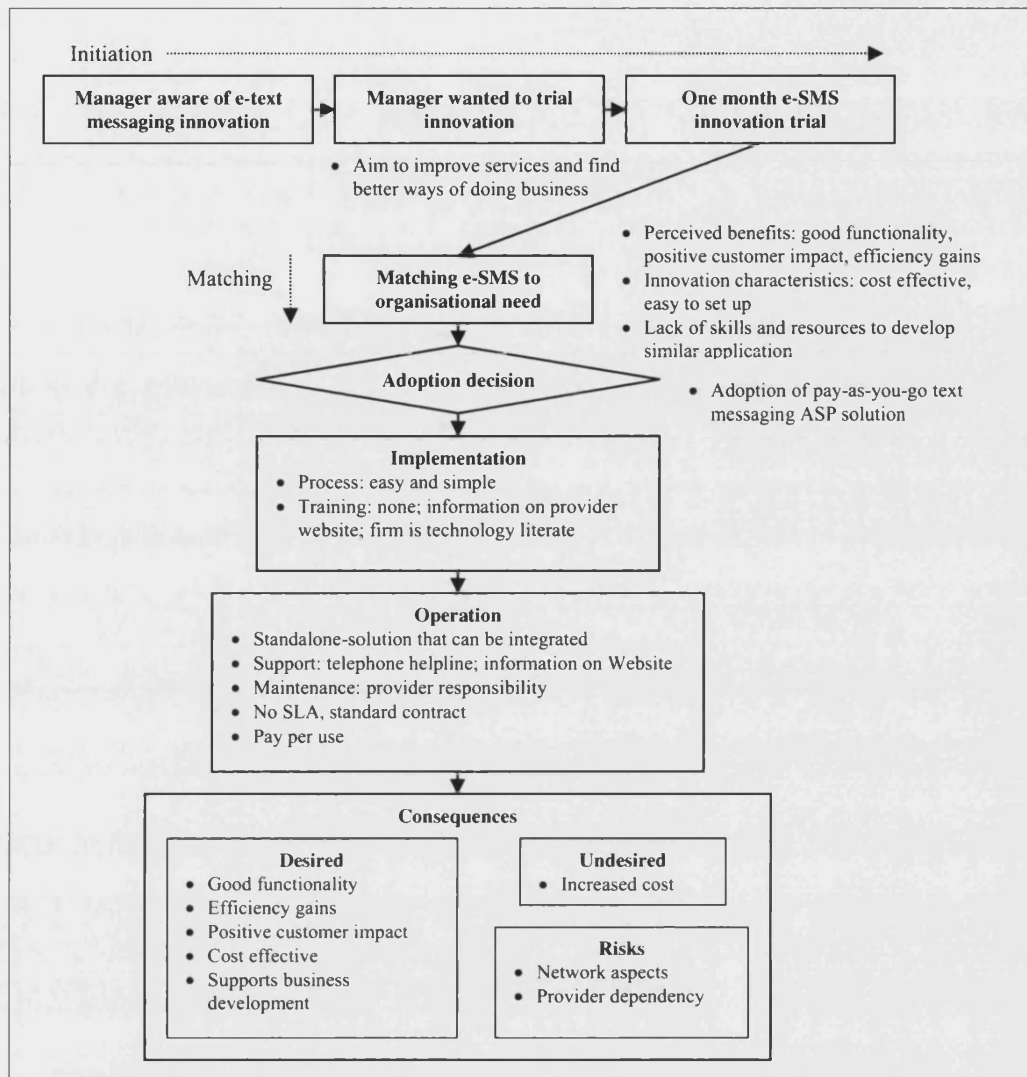 Initiation
Manager aware of e-text
messaging innovation
Manager wanted to trial
innovation
One month e-SMS
innovation trial
• Aim to improve services and find
better ways of doing business
• Perceived benefits: good functionality,
positive customer impact, efficiency gains
• Innovation characteristics: cost effective,
easy to set up
• Lack of skills and resources to develop
similar application
Matching
Matching e-SMS to
organisational need
Adoption decision
• Adoption of pay-as-you-go text
messaging ASP solution
Implementation
• Process: easy and simple
• Training: none; information on provider
website; firm is technology literate
Operation
• Standalone-solution that can be integrated
• Support: telephone helpline; information on Website
• Maintenance: provider responsibility
• No SLA, standard contract
• Pay per use
Consequences
Desired
• Good functionality
• Efficiency gains
• Positive customer impact
• Cost effective
• Supports business
development
Undesired
• Increased cost
Risks
• Network aspects
• Provider dependency